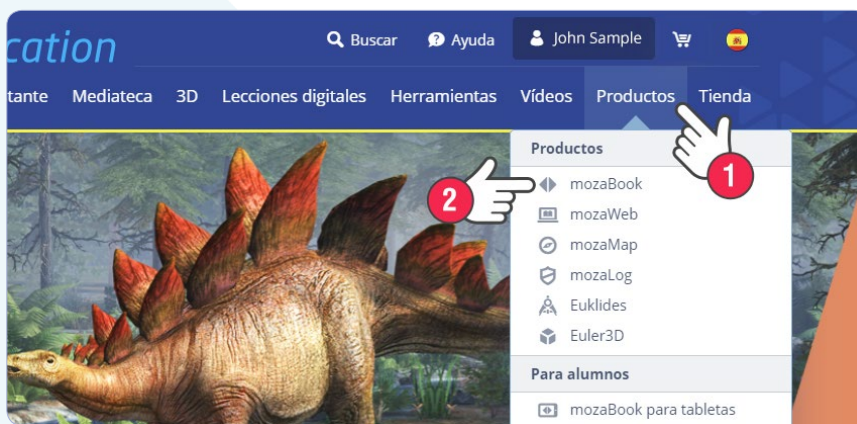 cation
Buscar Ayuda John Sample
tante Mediateca 3D Lecciones digitales Herramientas Vídeos Productos Tienda
Productos
1
2
mozaBook
mozaWeb
mozaMap
mozaLog
Euklides
Euler3D
Para alumnos
mozaBook para tabletas